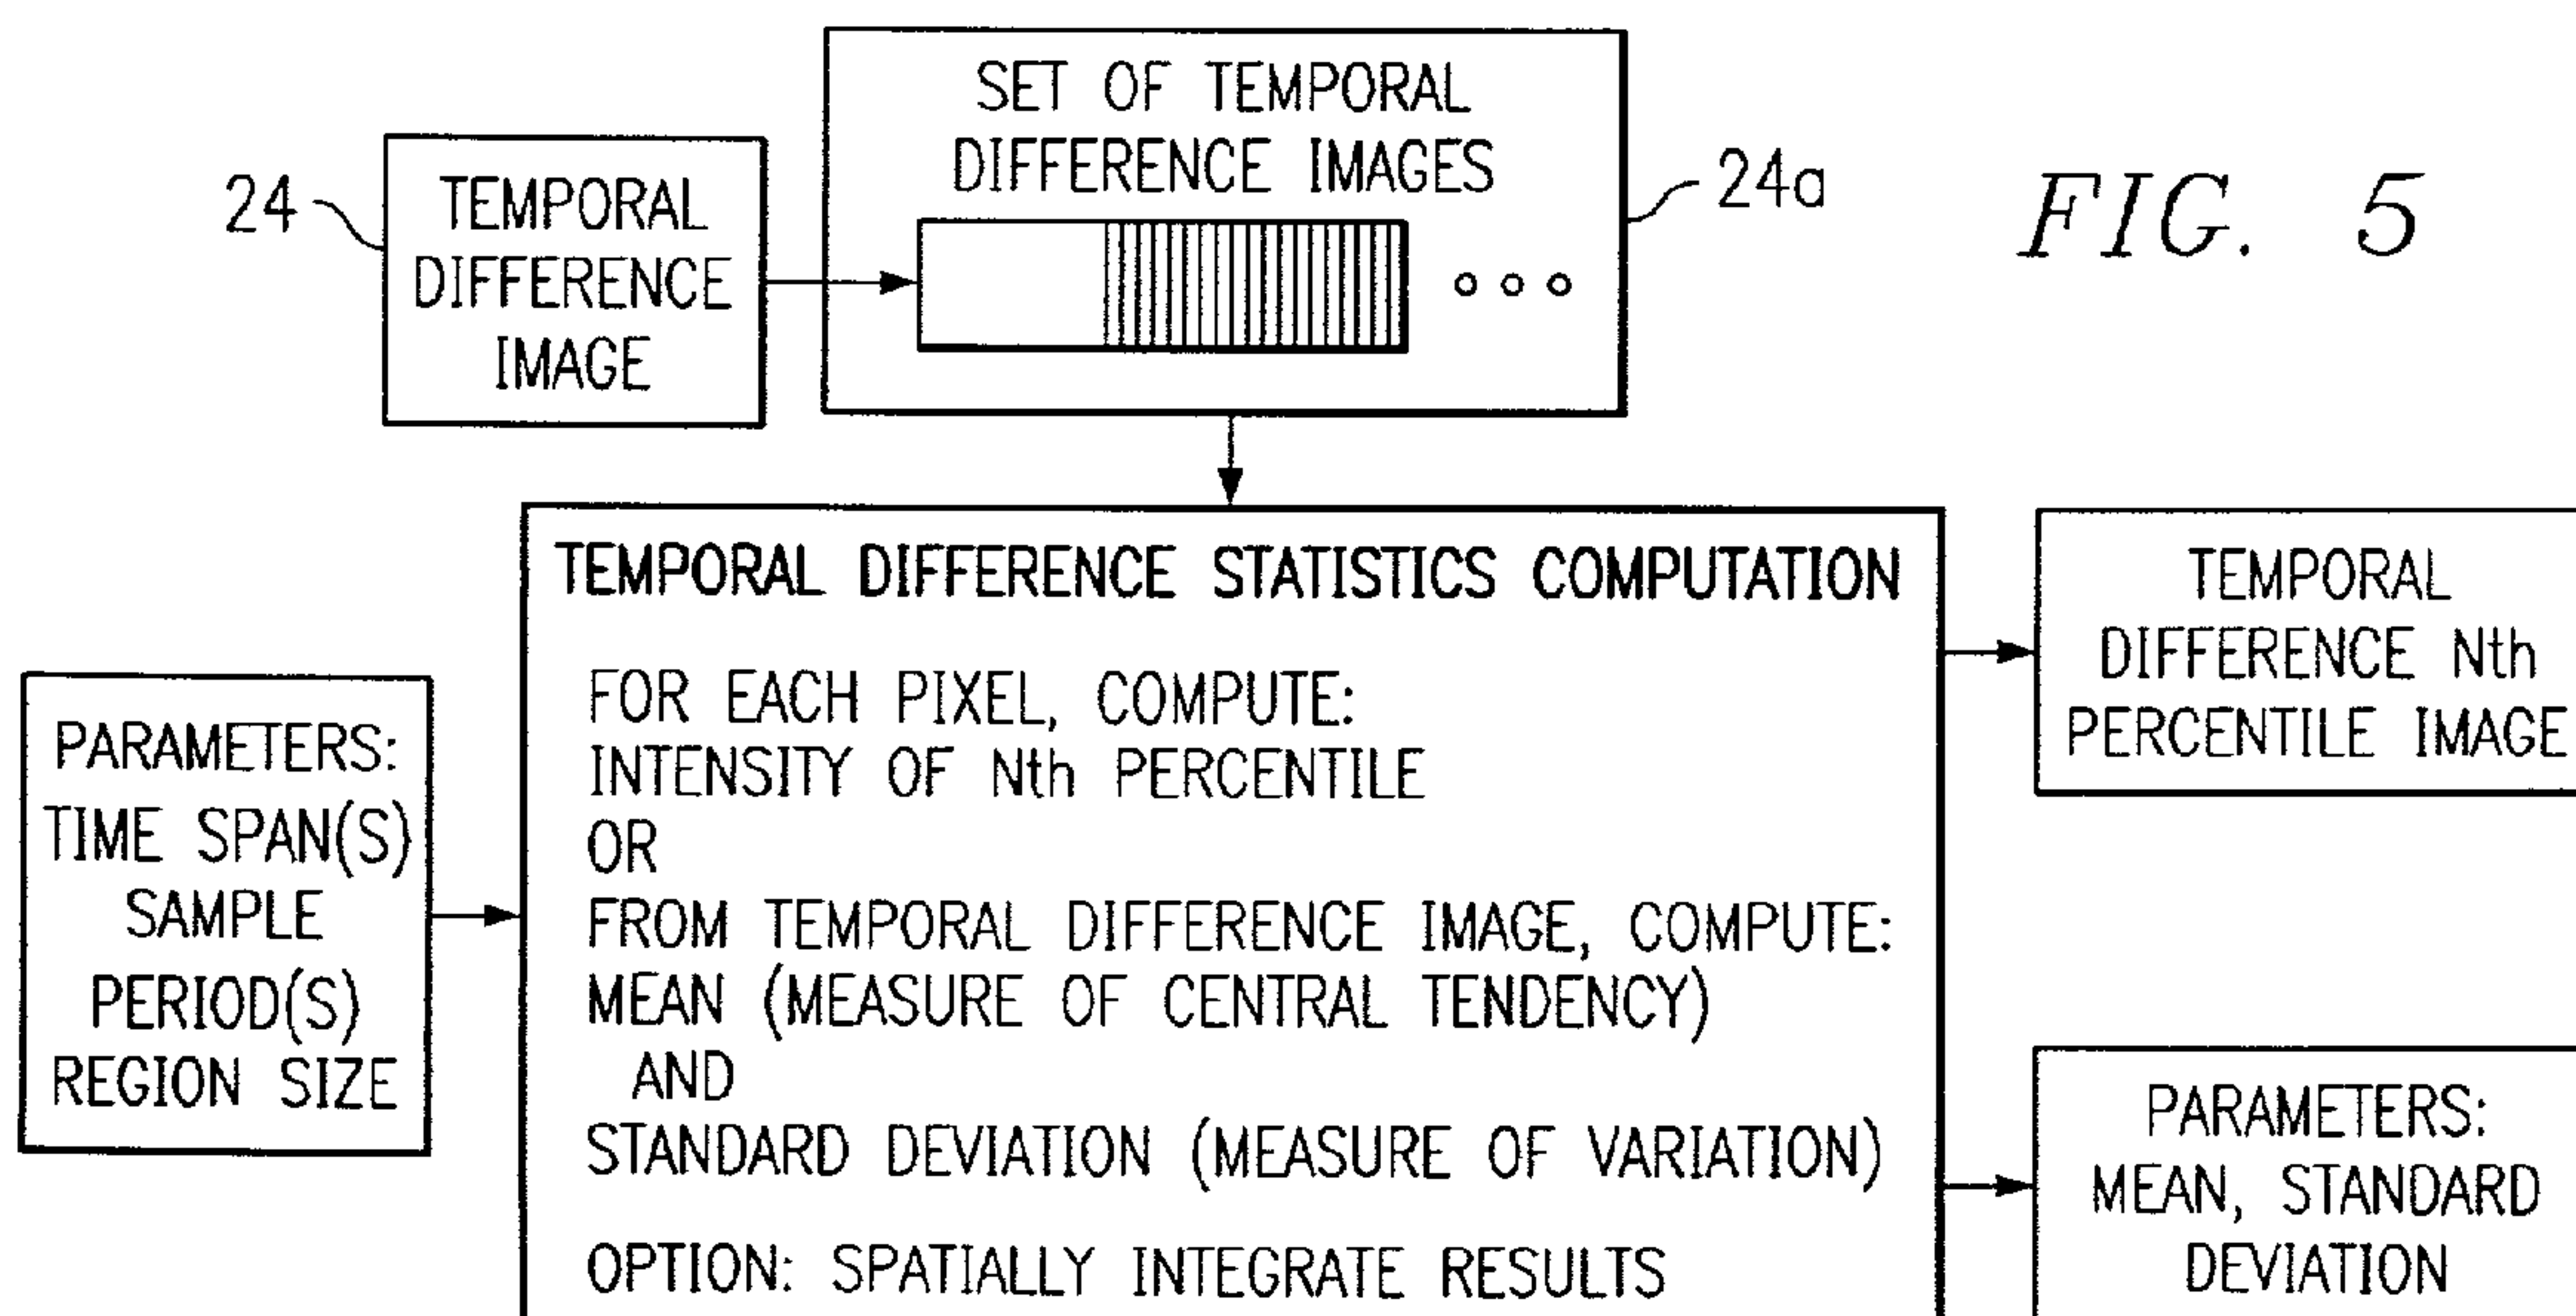 SET OF TEMPORAL
DIFFERENCE IMAGES
24a
FIG. 5
24
TEMPORAL
DIFFERENCE
IMAGE
TEMPORAL DIFFERENCE STATISTICS COMPUTATION
FOR EACH PIXEL, COMPUTE:
INTENSITY OF Nth PERCENTILE
OR
FROM TEMPORAL DIFFERENCE IMAGE, COMPUTE:
MEAN (MEASURE OF CENTRAL TENDENCY)
AND
STANDARD DEVIATION (MEASURE OF VARIATION)
OPTION: SPATIALLY INTEGRATE RESULTS
PARAMETERS:
TIME SPAN(S)
SAMPLE
PERIOD(S)
REGION SIZE
TEMPORAL
DIFFERENCE Nth
PERCENTILE IMAGE
PARAMETERS:
MEAN, STANDARD
DEVIATION